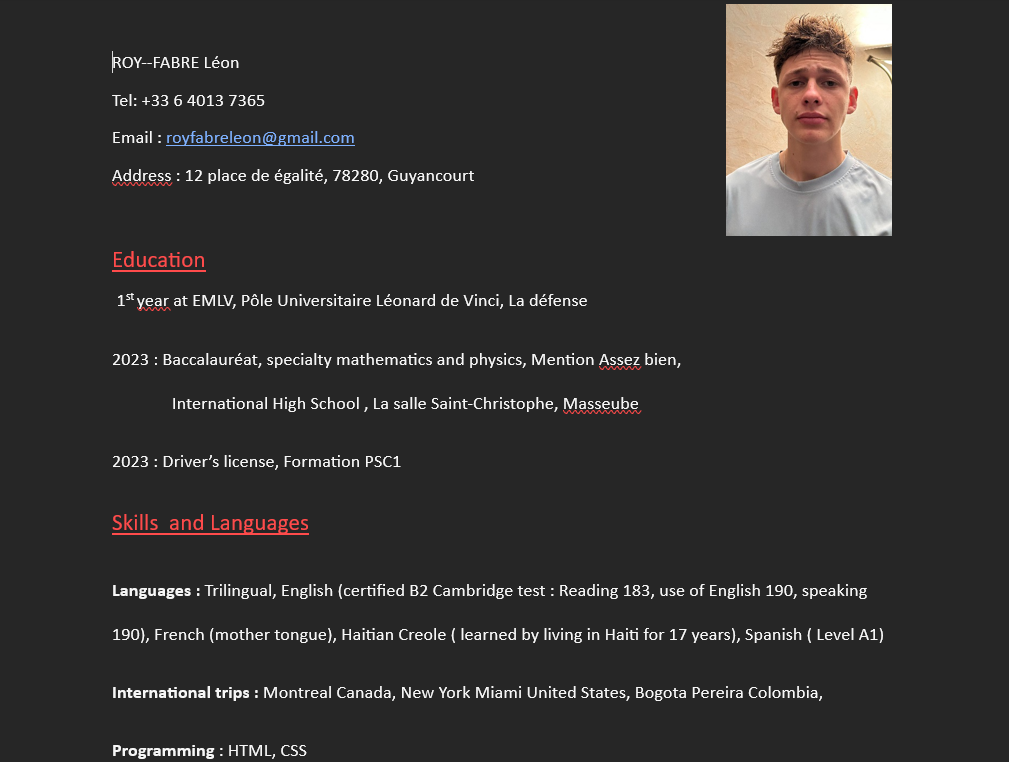 ROY--FABRE Léon
Tel: +33 6 4013 7365
Email : royfabreleon@gmail.com
Address : 12 place de égalité, 78280, Guyancourt
Education
1st year at EMLV, Pôle Universitaire Léonard de Vinci, La défense
2023 : Baccalauréat, specialty mathematics and physics, Mention Assez bien,
International High School , La salle Saint-Christophe, Masseube
2023 : Driver’s license, Formation PSC1
Skills  and Languages
Languages : Trilingual, English (certified B2 Cambridge test : Reading 183, use of English 190, speaking
190), French (mother tongue), Haitian Creole ( learned by living in Haiti for 17 years), Spanish ( Level A1)
International trips : Montreal Canada, New York Miami United States, Bogota Pereira Colombia,
Programming : HTML, CSS